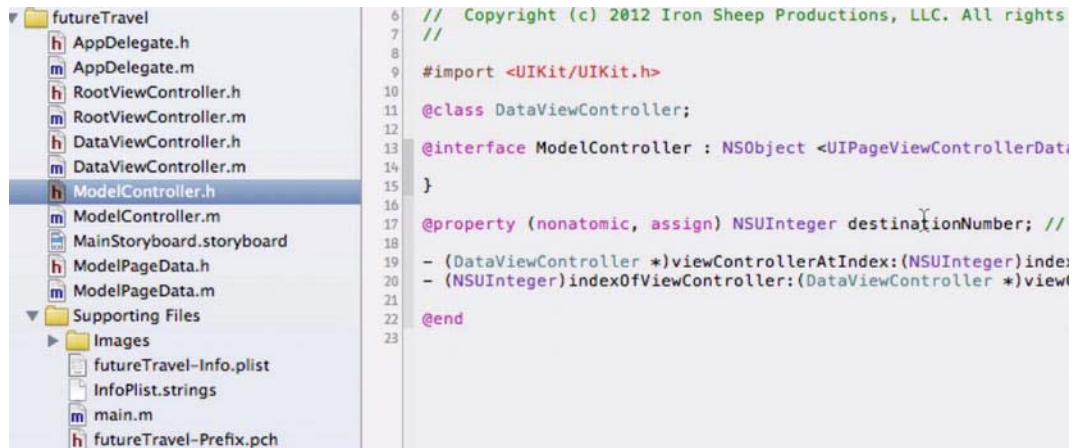 futureTravel
AppDelegate.h
AppDelegate.m
RootViewController.h
RootViewController.m
DataViewController.h
DataViewController.m
ModelController.h
ModelController.m
MainStoryboard.storyboard
ModelPageData.h
ModelPageData.m
Supporting Files
Images
futureTravel-Info.plist
InfoPlist.strings
main.m
futureTravel-Prefix.pch
6 // Copyright (c) 2012 Iron Sheep Productions, LLC. All rights
7 //
8
9 #import <UIKit/UIKit.h>
10
11 @class DataViewController;
12
13 @interface ModelController : NSObject <UIPageViewControllerData
14
15 }
16
17 @property (nonatomic, assign) NSUInteger destinationNumber; //
18
19 - (DataViewController *)viewControllerAtIndex:(NSUInteger)index
20 - (NSUInteger)indexOfViewController:(DataViewController *)view
21
22 @end
23